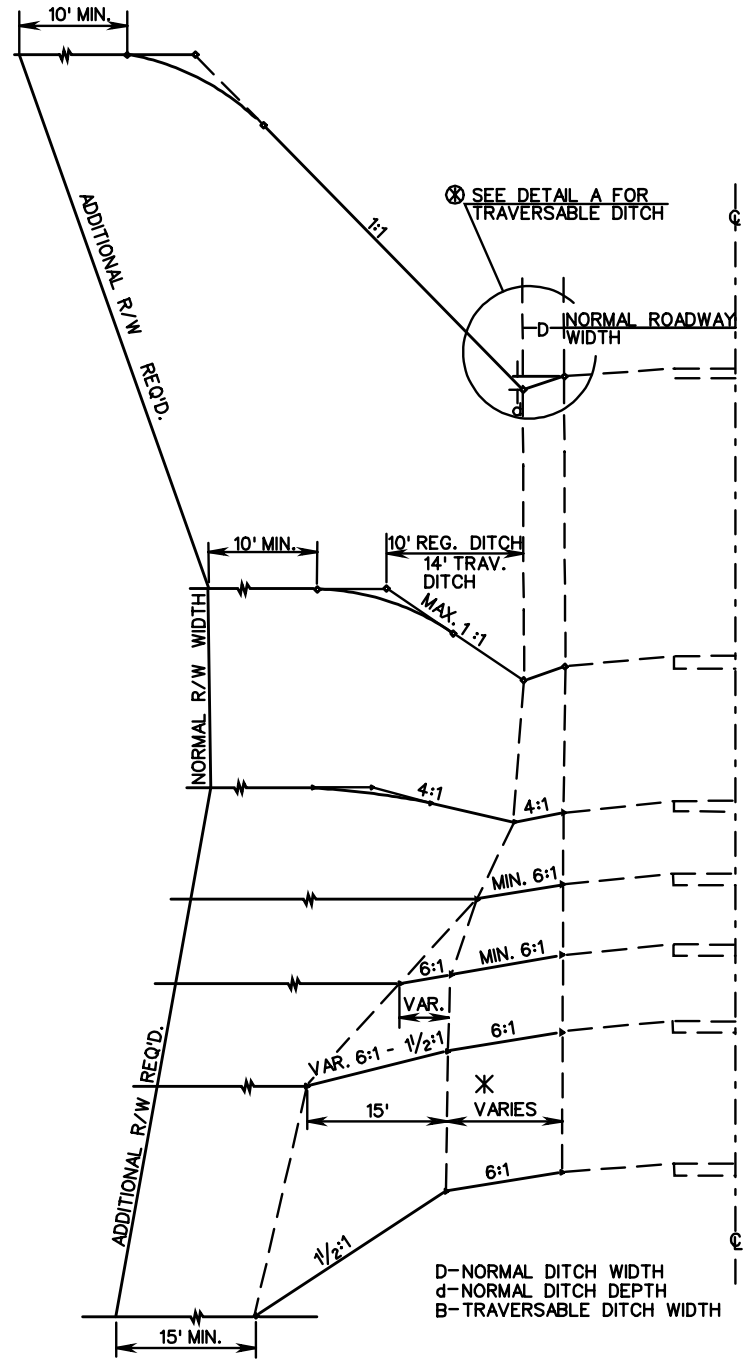 10' MIN.
ADDITIONAL R/W REQ'D.
1:1
SEE DETAIL A FOR
TRAVERSABLE DITCH
℄
D
NORMAL ROADWAY
WIDTH
d
10' MIN.
10' REG. DITCH
14' TRAV.
DITCH
MAX. 1:1
NORMAL R/W WIDTH
4:1
4:1
MIN. 6:1
6:1
MIN. 6:1
VAR.
VAR. 6:1 - 1½:1
6:1
15'
VARIES
ADDITIONAL R/W REQ'D.
6:1
1½:1
℄
D-NORMAL DITCH WIDTH
d-NORMAL DITCH DEPTH
B-TRAVERSABLE DITCH WIDTH
15' MIN.